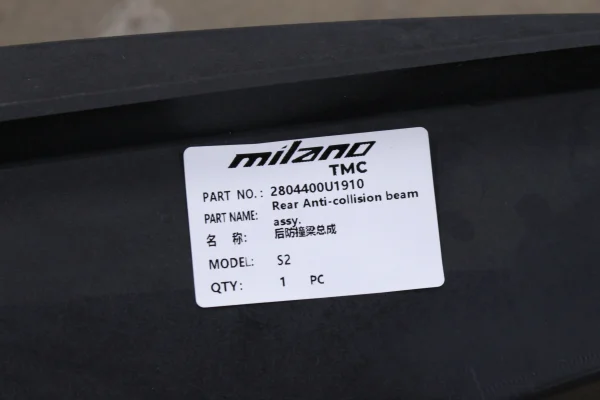 milano
TMC
PART NO.: 2804400U1910
PART NAME: Rear Anti-collision beam
assy.
名 称: 后防撞梁总成
MODEL: S2
QTY: 1 PC